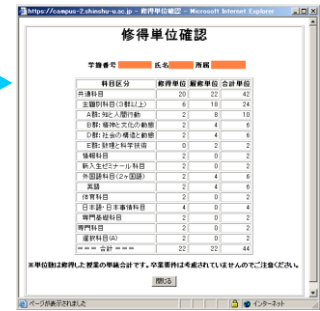 https://campus-2.shinshu-u.ac.jp - 修得単位確認 - Microsoft Internet Explorer
修得単位確認
学籍番号 氏名 所属
科目区分 修得単位 履修単位 合計単位
共通科目 20 22 42
主題別科目(3群以上) 6 18 24
A群:知と人間行動 2 8 10
B群:精神と文化の動態 2 4 6
D群:社会の構造と動態 2 4 6
E群:数理と科学技術 0 2 2
情報科目 2 0 2
新入生ゼミナール科目 2 0 2
外国語科目(2ヶ国語) 2 4 6
英語 2 4 6
体育科目 2 0 2
日本語・日本事情科目 4 0 4
専門基礎科目 2 0 2
専門科目 2 0 2
選択科目(A) 2 0 2
=== 合計 === 22 22 44
※単位数は修得した授業の単純合計です。卒業要件は考慮されていませんのでご注意ください。
閉じる
ページが表示されました インターネット